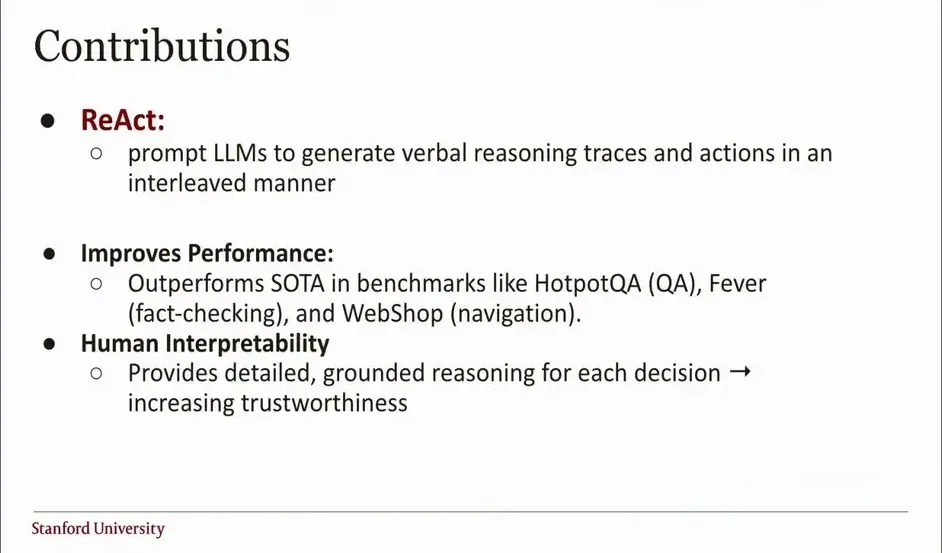 Contributions
● ReAct:
○ prompt LLMs to generate verbal reasoning traces and actions in an
interleaved manner
● Improves Performance:
○ Outperforms SOTA in benchmarks like HotpotQA (QA), Fever
(fact-checking), and WebShop (navigation).
● Human Interpretability
○ Provides detailed, grounded reasoning for each decision →
increasing trustworthiness
Stanford University